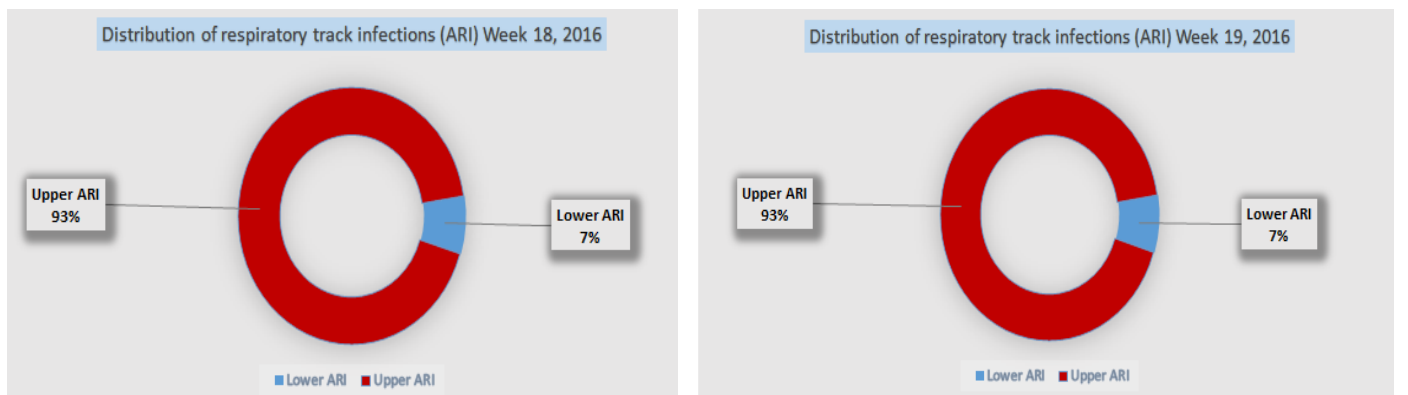 Distribution of respiratory track infections (ARI) Week 18, 2016
Upper ARI
93%
Lower ARI
7%
Lower ARI Upper ARI
Distribution of respiratory track infections (ARI) Week 19, 2016
Upper ARI
93%
Lower ARI
7%
Lower ARI Upper ARI